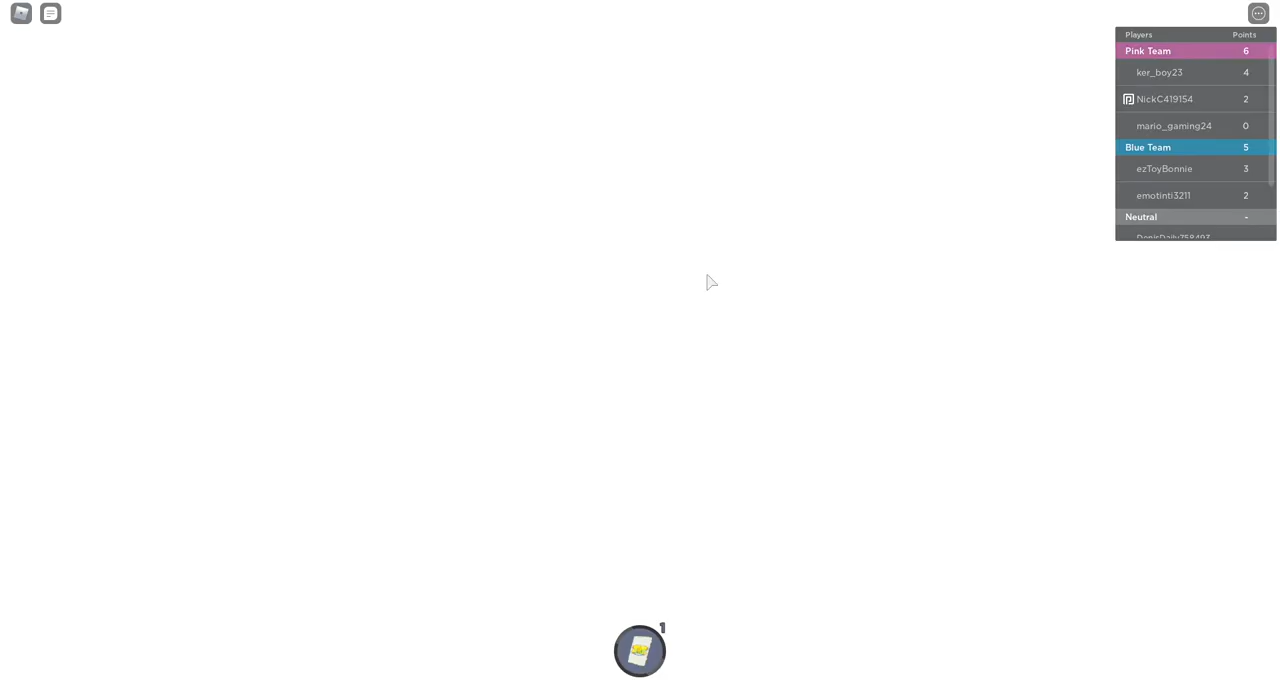 Players Points
Pink Team 6
ker_boy23 4
NickC419154 2
mario_gaming24 0
Blue Team 5
ezToyBonnie 3
emotinti3211 2
Neutral -
DenisDaily758493
1